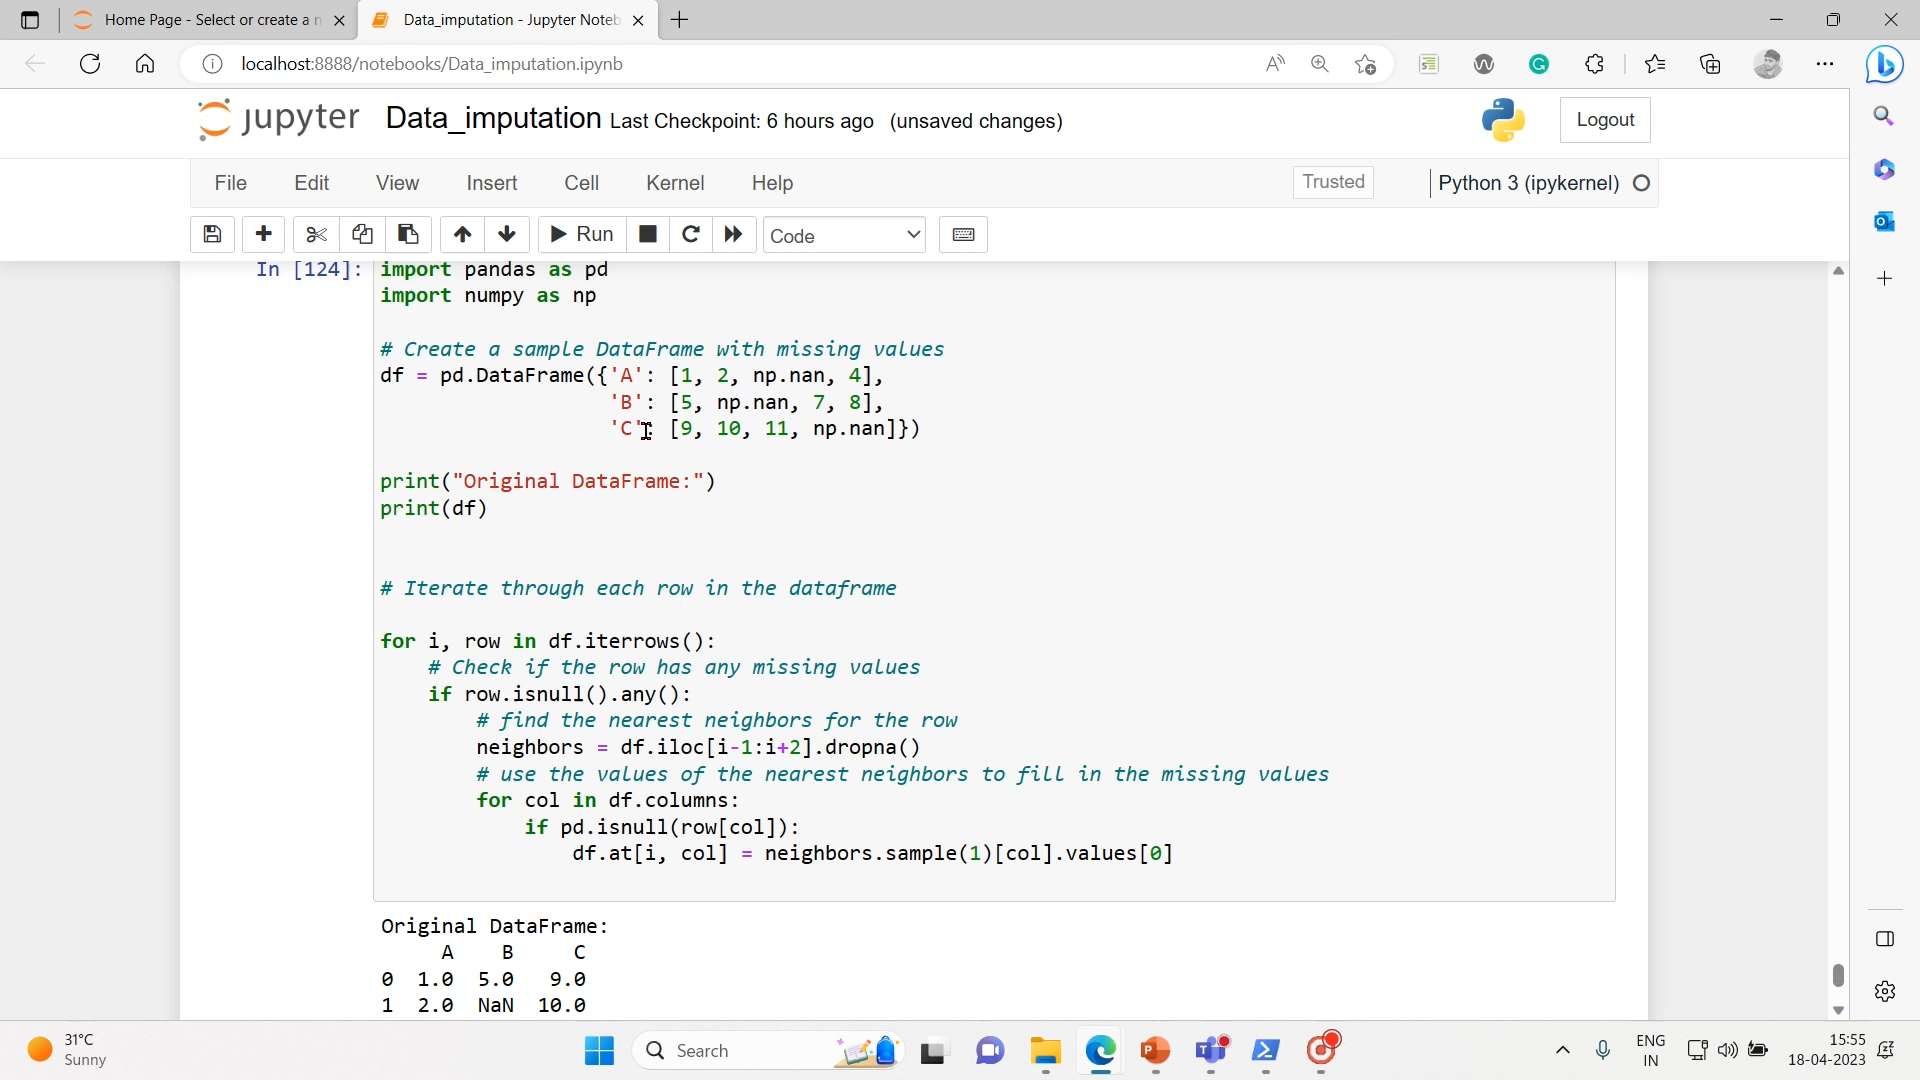 Home Page - Select or create a n
Data_imputation - Jupyter Noteb
localhost:8888/notebooks/Data_imputation.ipynb
jupyter Data_imputation Last Checkpoint: 6 hours ago (unsaved changes)
Logout
File Edit View Insert Cell Kernel Help
Trusted
Python 3 (ipykernel)
Run
Code
In [124]:
import pandas as pd
import numpy as np
# Create a sample DataFrame with missing values
df = pd.DataFrame({'A': [1, 2, np.nan, 4],
'B': [5, np.nan, 7, 8],
'C': [9, 10, 11, np.nan]})
print("Original DataFrame:")
print(df)
# Iterate through each row in the dataframe
for i, row in df.iterrows():
# Check if the row has any missing values
if row.isnull().any():
# find the nearest neighbors for the row
neighbors = df.iloc[i-1:i+2].dropna()
# use the values of the nearest neighbors to fill in the missing values
for col in df.columns:
if pd.isnull(row[col]):
df.at[i, col] = neighbors.sample(1)[col].values[0]
Original DataFrame:
A B C
0 1.0 5.0 9.0
1 2.0 NaN 10.0
31°C
Sunny
Search
ENG
IN
15:55
18-04-2023